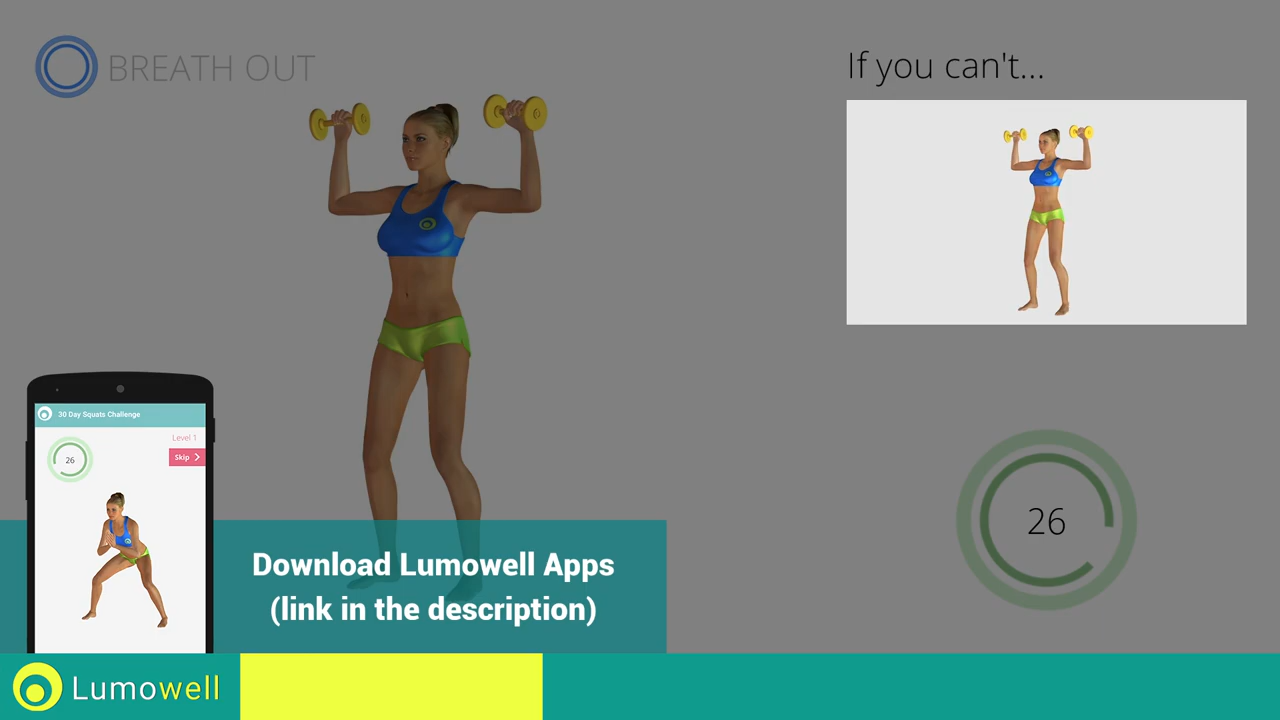 BREATH OUT
If you can't...
30 Day Squats Challenge
Level 1
26
Skip
26
Download Lumowell Apps
(link in the description)
Lumowell